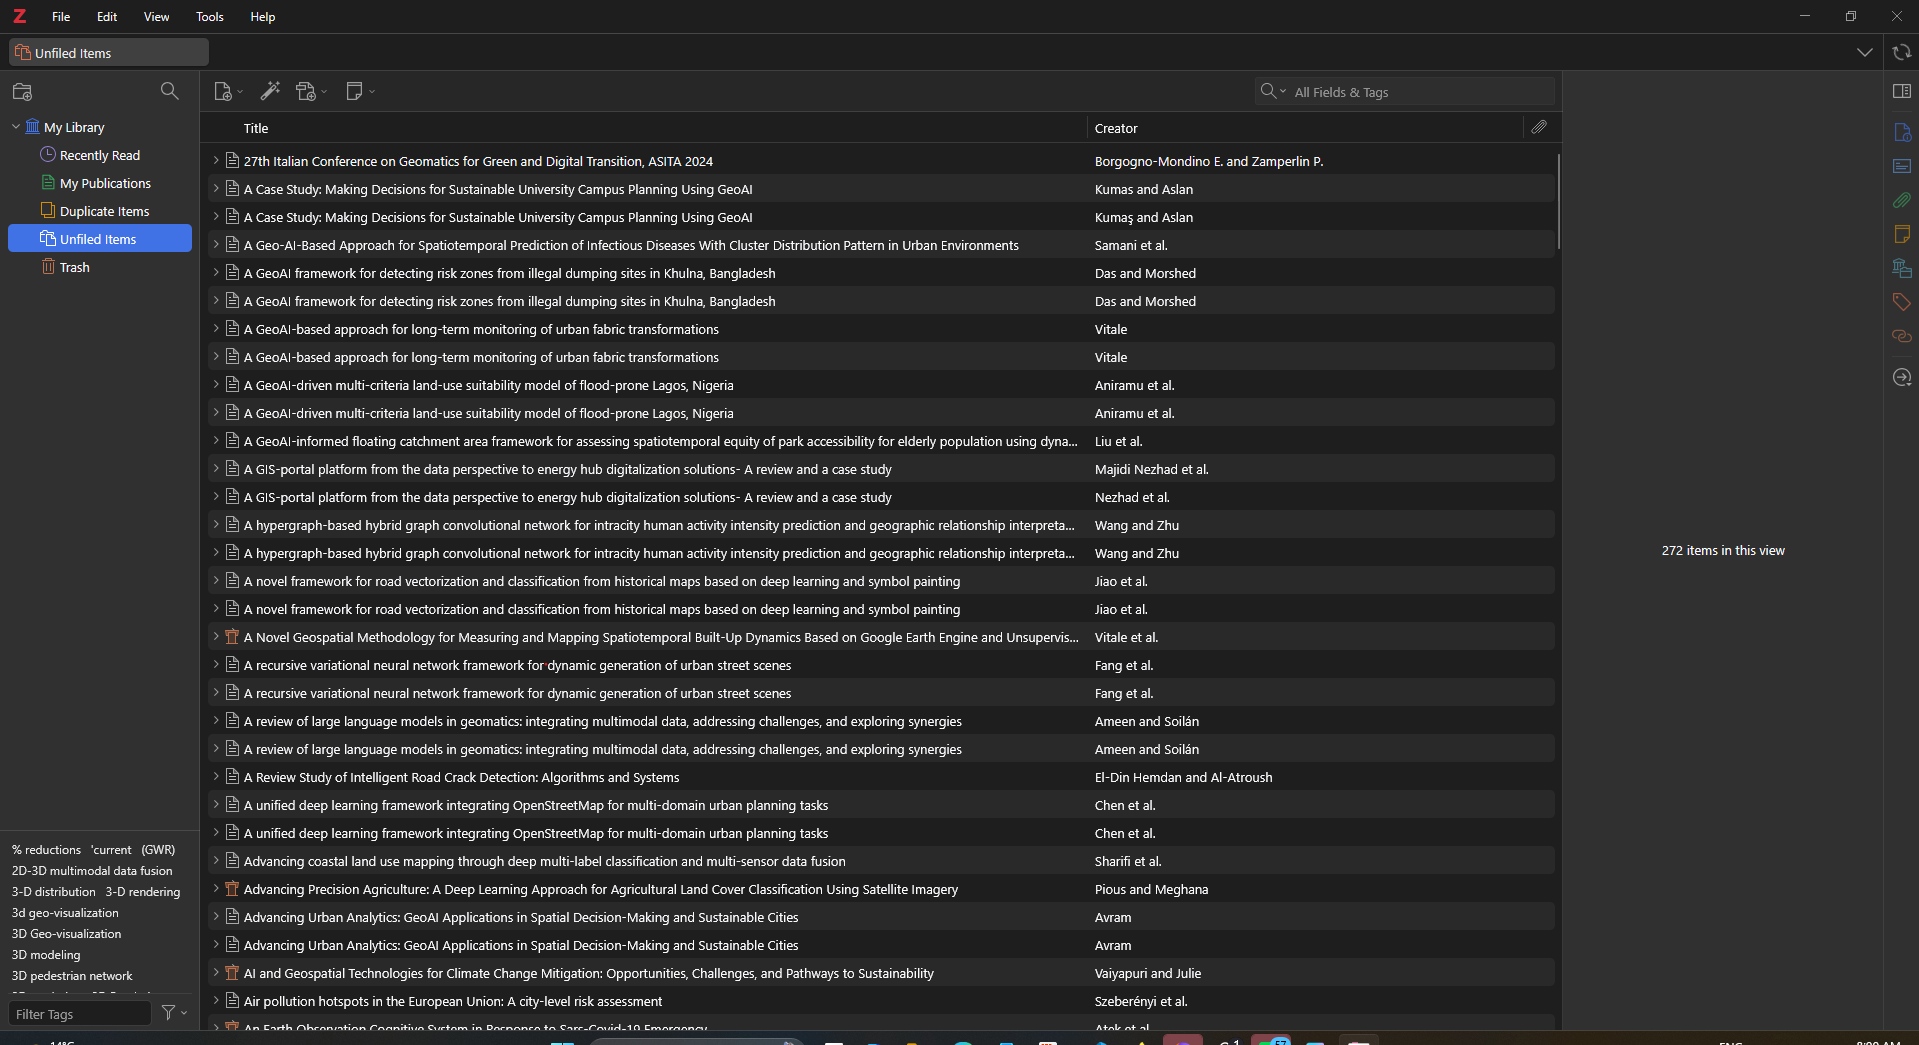 Z File Edit View Tools Help
Unfiled Items
All Fields & Tags
My Library
Recently Read
My Publications
Duplicate Items
Unfiled Items
Trash
Title Creator
27th Italian Conference on Geomatics for Green and Digital Transition, ASITA 2024 Borgogno-Mondino E. and Zamperlin P.
A Case Study: Making Decisions for Sustainable University Campus Planning Using GeoAI Kumas and Aslan
A Case Study: Making Decisions for Sustainable University Campus Planning Using GeoAI Kumaş and Aslan
A Geo-AI-Based Approach for Spatiotemporal Prediction of Infectious Diseases With Cluster Distribution Pattern in Urban Environments Samani et al.
A GeoAI framework for detecting risk zones from illegal dumping sites in Khulna, Bangladesh Das and Morshed
A GeoAI framework for detecting risk zones from illegal dumping sites in Khulna, Bangladesh Das and Morshed
A GeoAI-based approach for long-term monitoring of urban fabric transformations Vitale
A GeoAI-based approach for long-term monitoring of urban fabric transformations Vitale
A GeoAI-driven multi-criteria land-use suitability model of flood-prone Lagos, Nigeria Aniramu et al.
A GeoAI-driven multi-criteria land-use suitability model of flood-prone Lagos, Nigeria Aniramu et al.
A GeoAI-informed floating catchment area framework for assessing spatiotemporal equity of park accessibility for elderly population using dyna... Liu et al.
A GIS-portal platform from the data perspective to energy hub digitalization solutions- A review and a case study Majidi Nezhad et al.
A GIS-portal platform from the data perspective to energy hub digitalization solutions- A review and a case study Nezhad et al.
A hypergraph-based hybrid graph convolutional network for intracity human activity intensity prediction and geographic relationship interpreta... Wang and Zhu
A hypergraph-based hybrid graph convolutional network for intracity human activity intensity prediction and geographic relationship interpreta... Wang and Zhu
A novel framework for road vectorization and classification from historical maps based on deep learning and symbol painting Jiao et al.
A novel framework for road vectorization and classification from historical maps based on deep learning and symbol painting Jiao et al.
A Novel Geospatial Methodology for Measuring and Mapping Spatiotemporal Built-Up Dynamics Based on Google Earth Engine and Unsupervis... Vitale et al.
A recursive variational neural network framework for dynamic generation of urban street scenes Fang et al.
A recursive variational neural network framework for dynamic generation of urban street scenes Fang et al.
A review of large language models in geomatics: integrating multimodal data, addressing challenges, and exploring synergies Ameen and Soilán
A review of large language models in geomatics: integrating multimodal data, addressing challenges, and exploring synergies Ameen and Soilán
A Review Study of Intelligent Road Crack Detection: Algorithms and Systems El-Din Hemdan and Al-Atroush
A unified deep learning framework integrating OpenStreetMap for multi-domain urban planning tasks Chen et al.
A unified deep learning framework integrating OpenStreetMap for multi-domain urban planning tasks Chen et al.
Advancing coastal land use mapping through deep multi-label classification and multi-sensor data fusion Sharifi et al.
Advancing Precision Agriculture: A Deep Learning Approach for Agricultural Land Cover Classification Using Satellite Imagery Pious and Meghana
Advancing Urban Analytics: GeoAI Applications in Spatial Decision-Making and Sustainable Cities Avram
Advancing Urban Analytics: GeoAI Applications in Spatial Decision-Making and Sustainable Cities Avram
AI and Geospatial Technologies for Climate Change Mitigation: Opportunities, Challenges, and Pathways to Sustainability Vaiyapuri and Julie
Air pollution hotspots in the European Union: A city-level risk assessment Szeberényi et al.
An Earth Observation Cognitive System in Response to Sars-Covid-19 Emergency Atek et al.
272 items in this view
% reductions 'current (GWR)
2D-3D multimodal data fusion
3-D distribution 3-D rendering
3d geo-visualization
3D Geo-visualization
3D modeling
3D pedestrian network
Filter Tags
14°C
57
ENG
8:00 AM